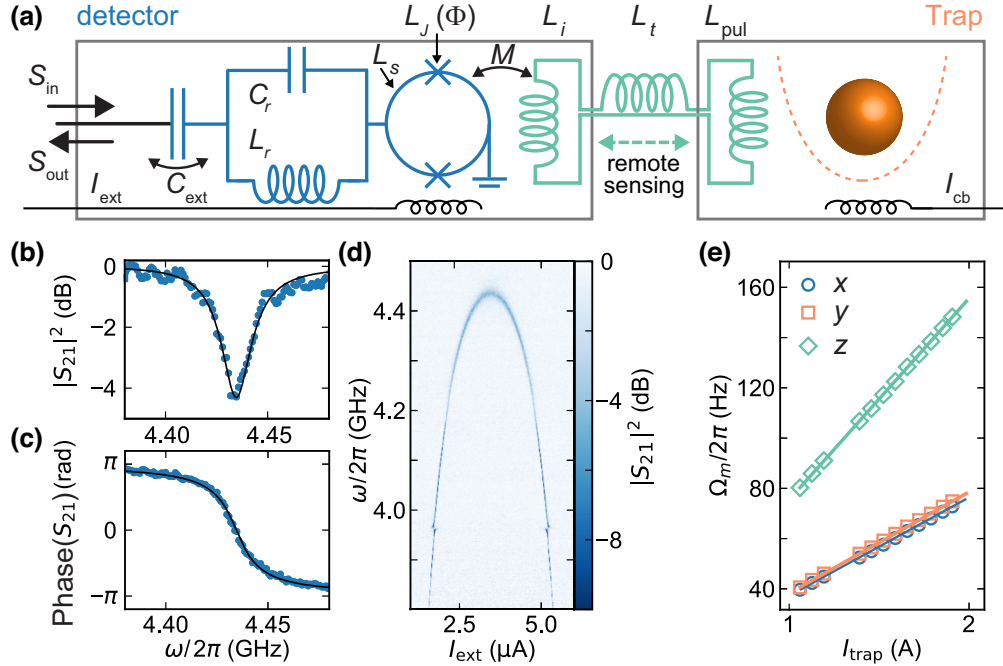 (a) detector L_J (Φ) L_i L_t L_pul Trap
L_s M
S_in C_r
L_r
S_out remote
sensing
I_ext C_ext I_cb
(b) (d) (e)
0 0 160
4.4 x
|S_21|^2 (dB) −2 y
z
−4 4.2 −4 120
4.40 4.45 ω/2π (GHz) |S_21|^2 (dB) Ω_m/2π (Hz)
(c)
π 80
Phase(S_21) (rad) 0 4.0 −8
−π 40
4.40 4.45 2.5 5.0 1 2
ω/2π (GHz) I_ext (μA) I_trap (A)